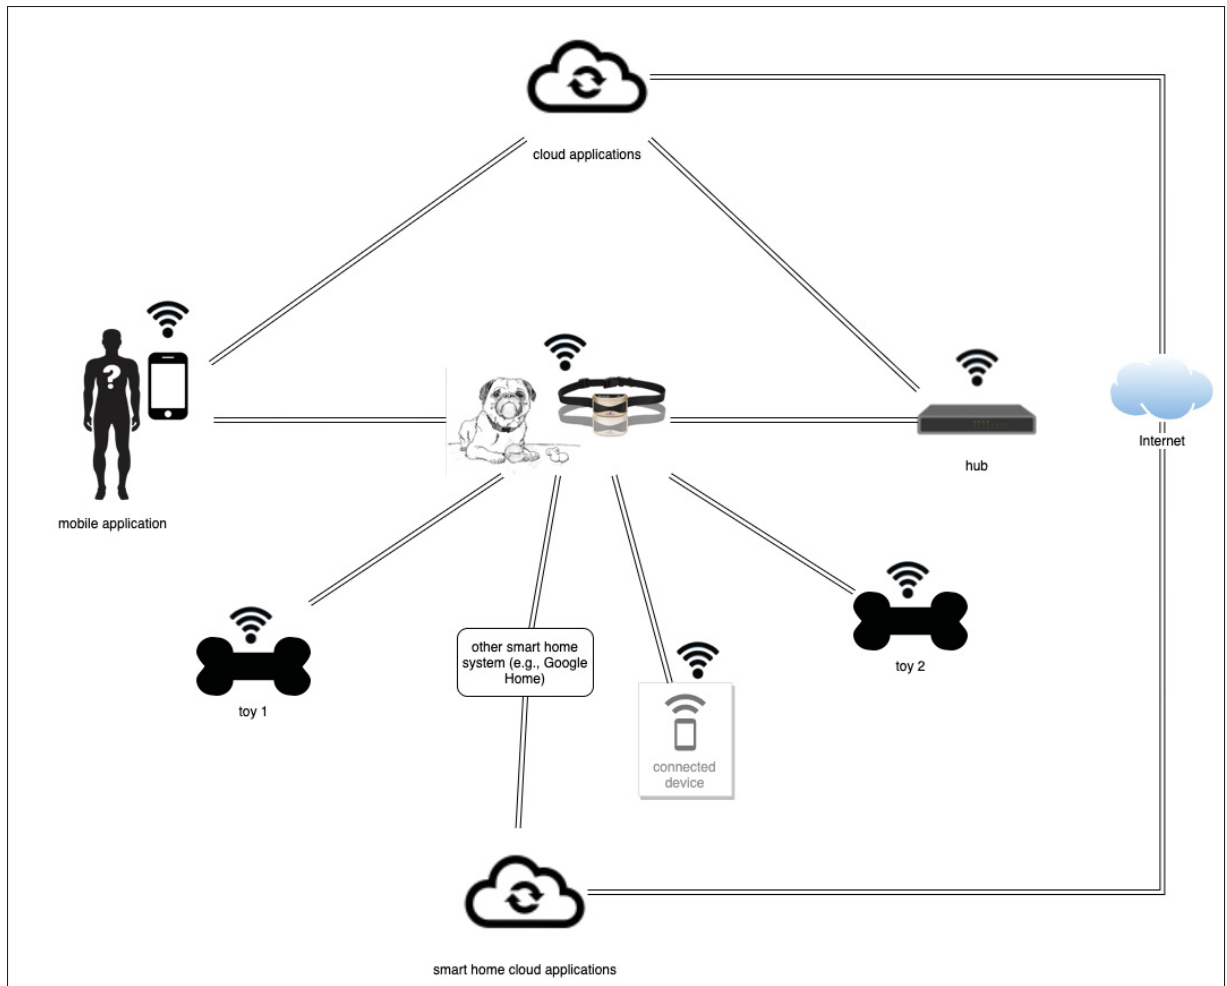 cloud applications
Internet
hub
mobile application
other smart home
system (e.g., Google
Home)
toy 2
toy 1
connected
device
smart home cloud applications